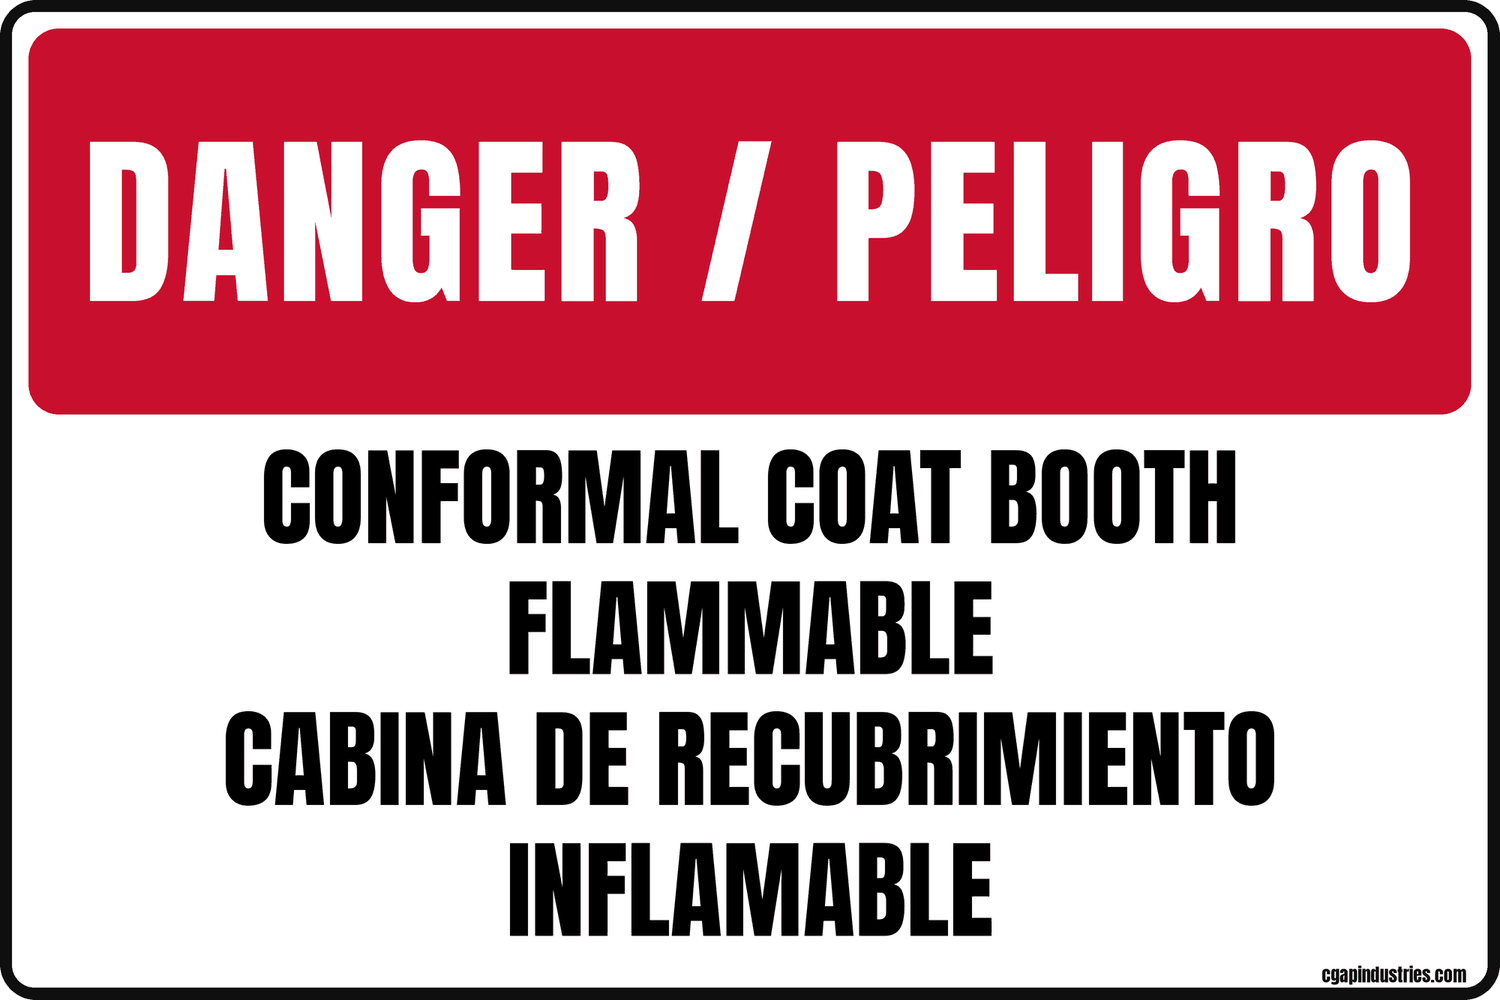 DANGER / PELIGRO
CONFORMAL COAT BOOTH
FLAMMABLE
CABINA DE RECUBRIMIENTO
INFLAMABLE
cgapindustries.com